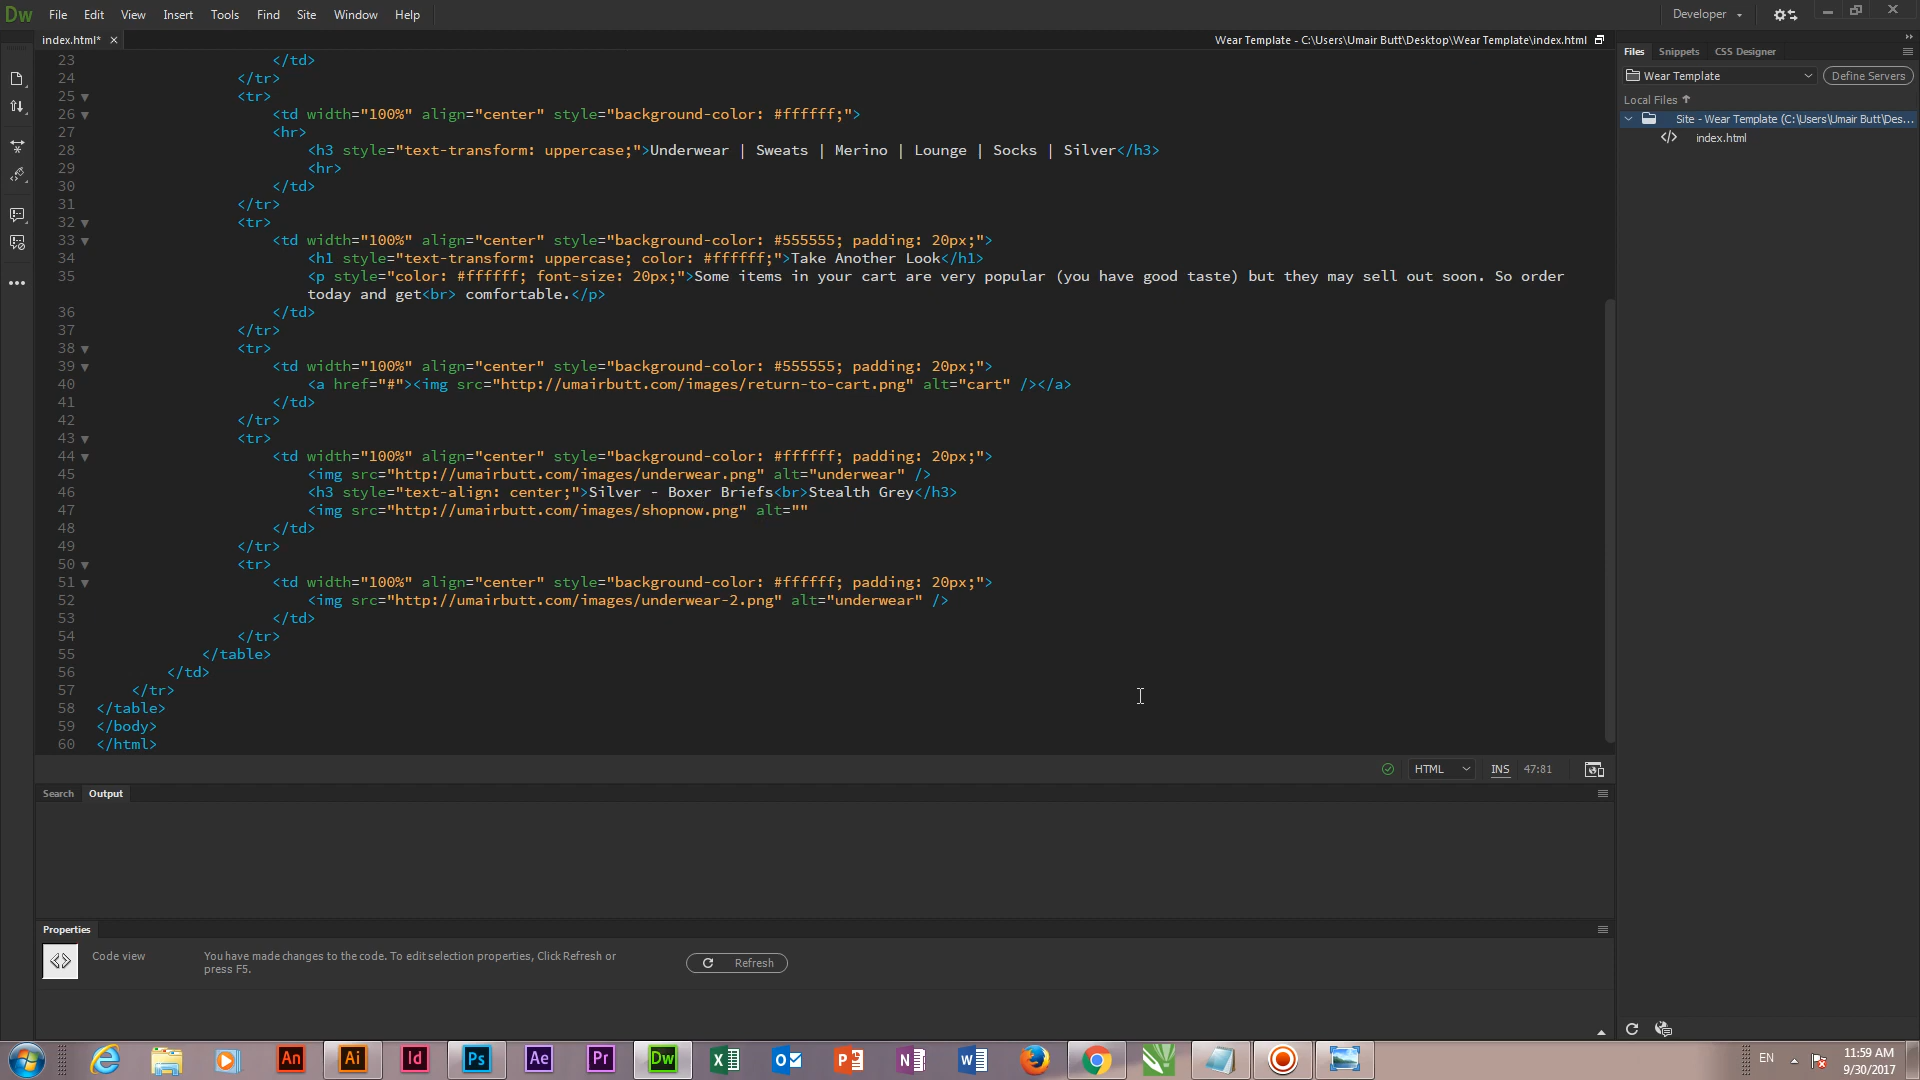 Dw File Edit View Insert Format Tools Find Site Window Help Developer
index.html* × Wear Template - C:\Users\Umair Butt\Desktop\Wear Template\index.html
23 </td>
24 </tr>
25 <tr>
26 <td width="100%" align="center" style="background-color: #ffffff;">
27 <hr>
28 <h3 style="text-transform: uppercase;">Underwear | Sweats | Merino | Lounge | Socks | Silver</h3>
29 <hr>
30 </td>
31 </tr>
32 <tr>
33 <td width="100%" align="center" style="background-color: #555555; padding: 20px;">
34 <h1 style="text-transform: uppercase; color: #ffffff;">Take Another Look</h1>
35 <p style="color: #ffffff; font-size: 20px;">Some items in your cart are very popular (you have good taste) but they may sell out soon. So order
today and get<br> comfortable.</p>
36 </td>
37 </tr>
38 <tr>
39 <td width="100%" align="center" style="background-color: #555555; padding: 20px;">
40 <a href="#"><img src="http://umairbutt.com/images/return-to-cart.png" alt="cart" /></a>
41 </td>
42 </tr>
43 <tr>
44 <td width="100%" align="center" style="background-color: #ffffff; padding: 20px;">
45 <img src="http://umairbutt.com/images/underwear.png" alt="underwear" />
46 <h3 style="text-align: center;">Silver - Boxer Briefs<br>Stealth Grey</h3>
47 <img src="http://umairbutt.com/images/shopnow.png" alt=""
48 </td>
49 </tr>
50 <tr>
51 <td width="100%" align="center" style="background-color: #ffffff; padding: 20px;">
52 <img src="http://umairbutt.com/images/underwear-2.png" alt="underwear" />
53 </td>
54 </tr>
55 </table>
56 </td>
57 </tr>
58 </table>
59 </body>
60 </html>
HTML INS 47:81
Search Output
Properties
Code view You have made changes to the code. To edit selection properties, Click Refresh or
press F5.
Refresh
Files Snippets CSS Designer
Wear Template Define Servers
Local Files
Site - Wear Template (C:\Users\Umair Butt\Des...
index.html
An Ai Id Ps Ae Pr Dw EN 11:59 AM
9/30/2017